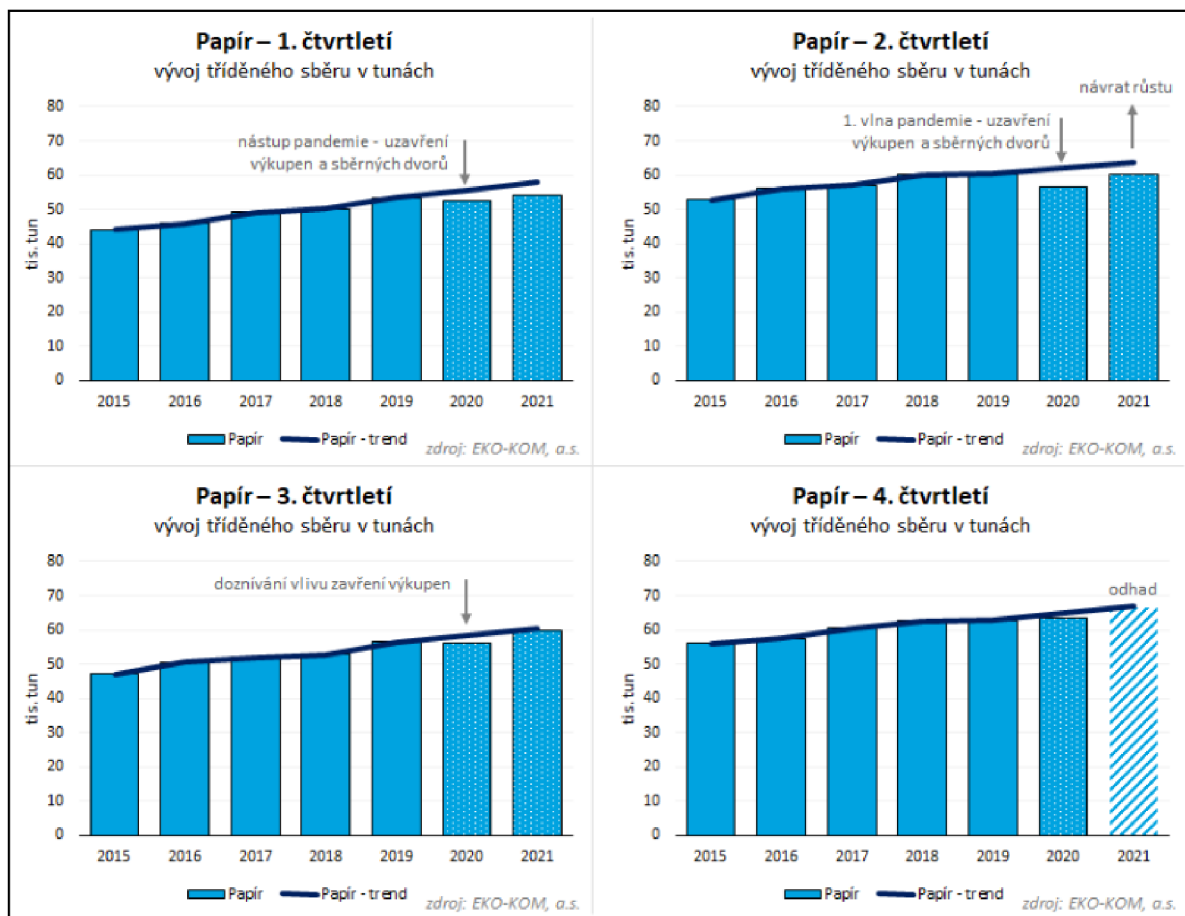 Papír – 1. čtvrtletí
vývoj tříděného sběru v tunách
nástup pandemie - uzavření
výkupen a sběrných dvorů
tis. tun
80
70
60
50
40
30
20
10
0
2015 2016 2017 2018 2019 2020 2021
Papír Papír - trend
zdroj: EKO-KOM, a.s.
Papír – 2. čtvrtletí
vývoj tříděného sběru v tunách
návrat růstu
1. vlna pandemie - uzavření
výkupen a sběrných dvorů
tis. tun
80
70
60
50
40
30
20
10
0
2015 2016 2017 2018 2019 2020 2021
Papír Papír - trend
zdroj: EKO-KOM, a.s.
Papír – 3. čtvrtletí
vývoj tříděného sběru v tunách
doznívání vlivu zavření výkupen
tis. tun
80
70
60
50
40
30
20
10
0
2015 2016 2017 2018 2019 2020 2021
Papír Papír - trend
zdroj: EKO-KOM, a.s.
Papír – 4. čtvrtletí
vývoj tříděného sběru v tunách
odhad
tis. tun
80
70
60
50
40
30
20
10
0
2015 2016 2017 2018 2019 2020 2021
Papír Papír - trend
zdroj: EKO-KOM, a.s.